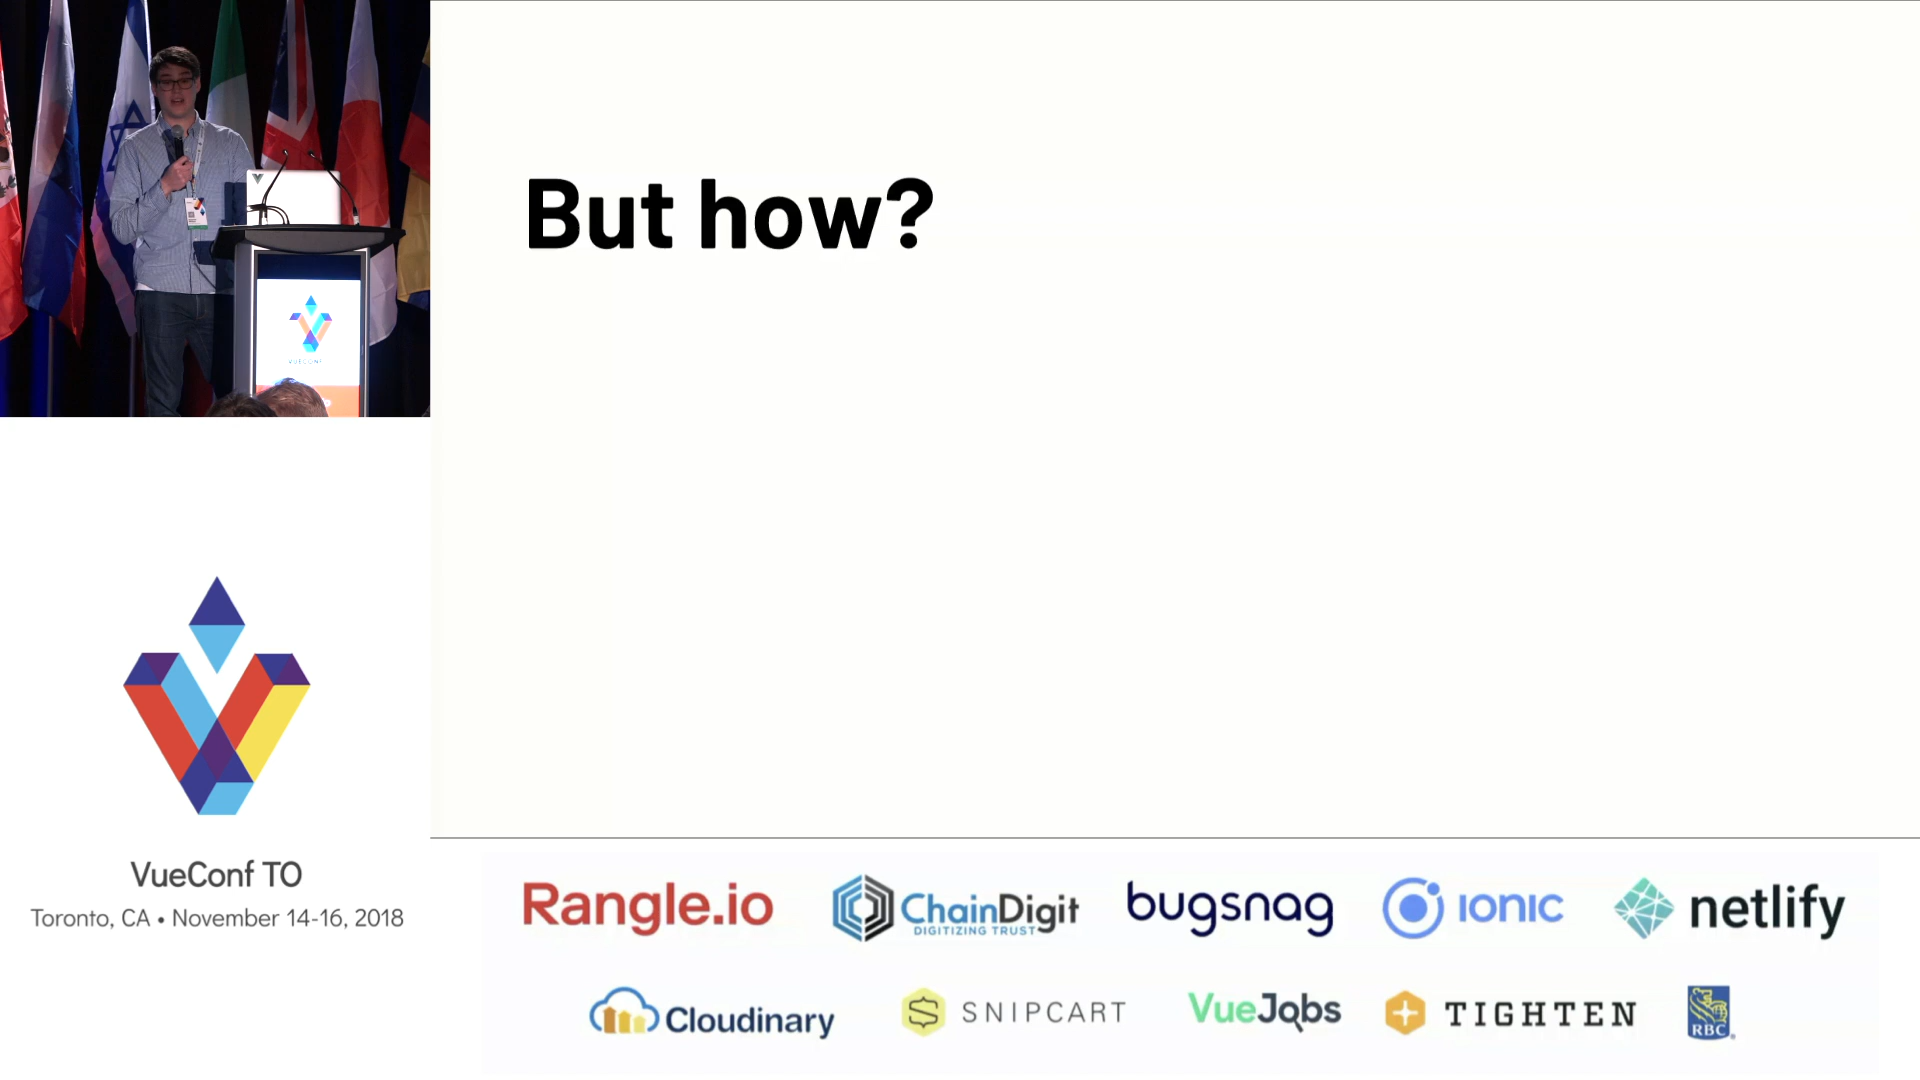 But how?
VUECONF
VueConf TO
Toronto, CA • November 14-16, 2018
Rangle.io
ChainDigit
DIGITIZING TRUST
bugsnag
IONIC
netlify
Cloudinary
SNIPCART
VueJobs
TIGHTEN
RBC